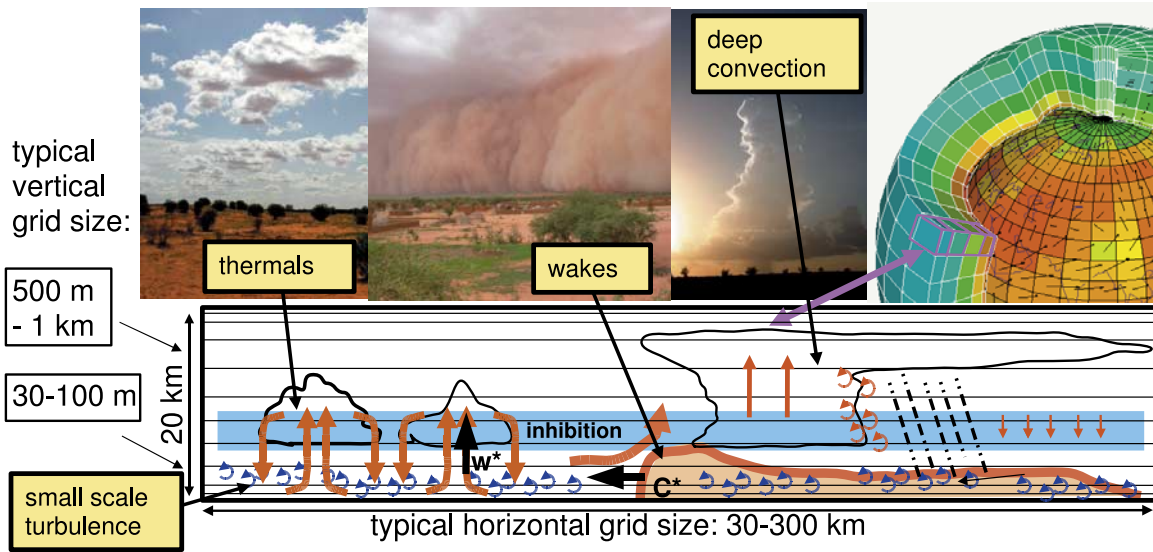 deep
convection
typical
vertical
grid size:
thermals
wakes
500 m
- 1 km
30-100 m
20 km
inhibition
w*
C*
small scale
turbulence
typical horizontal grid size: 30-300 km